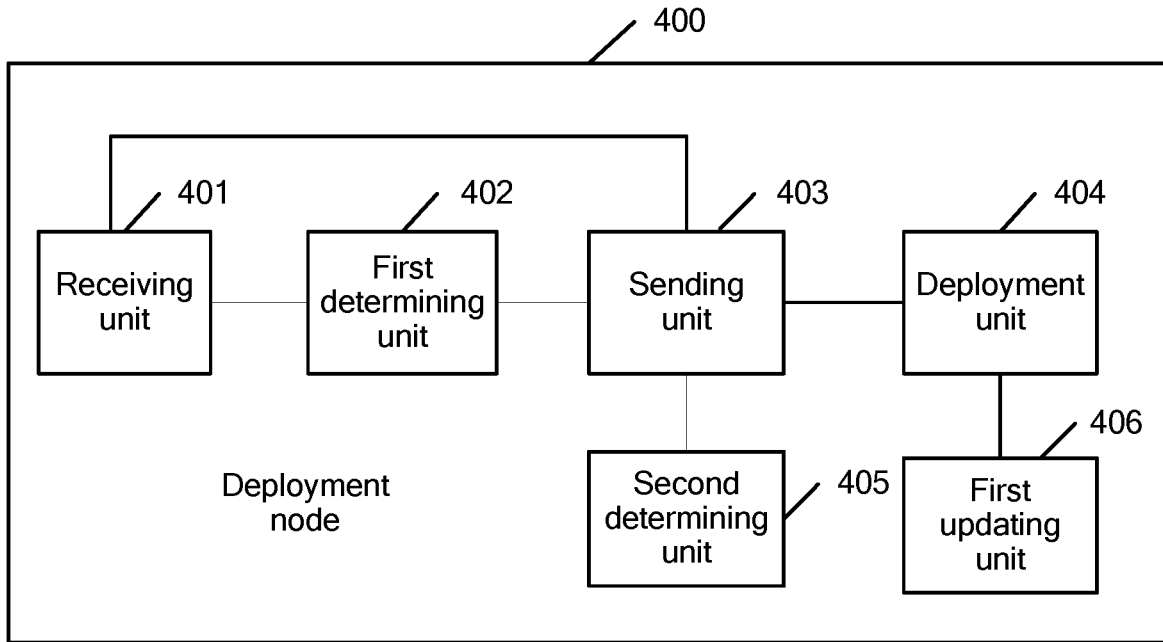 400
401
402
403
404
Receiving
unit
First
determining
unit
Sending
unit
Deployment
unit
406
405
Deployment
node
Second
determining
unit
First
updating
unit